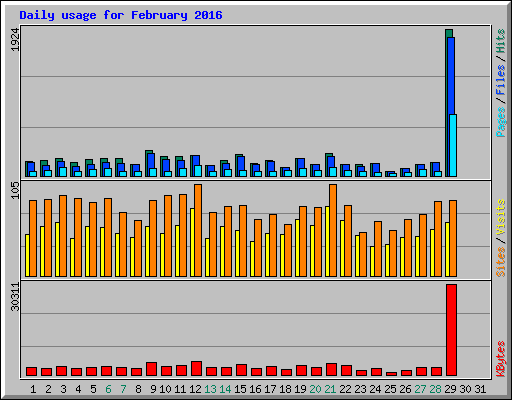 Daily usage for February 2016
1924
Pages / Files / Hits
105
Sites / Visits
30311
KBytes
1 2 3 4 5 6 7 8 9 10 11 12 13 14 15 16 17 18 19 20 21 22 23 24 25 26 27 28 29 30 31